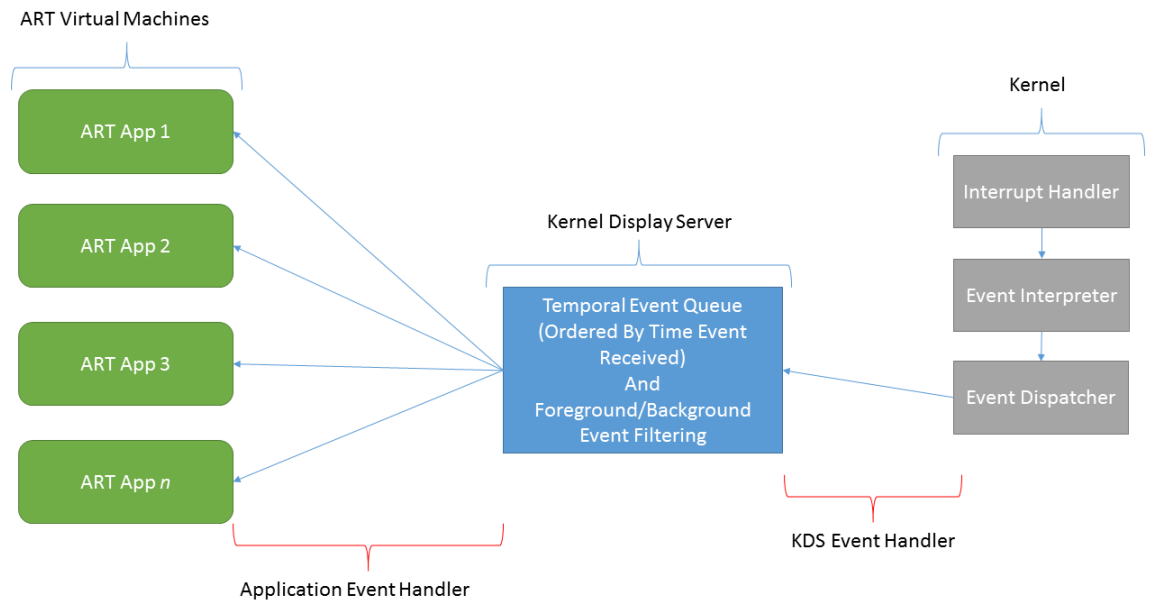 ART Virtual Machines
ART App 1
ART App 2
ART App 3
ART App n
Application Event Handler
Kernel Display Server
Temporal Event Queue
(Ordered By Time Event
Received)
And
Foreground/Background
Event Filtering
KDS Event Handler
Kernel
Interrupt Handler
Event Interpreter
Event Dispatcher